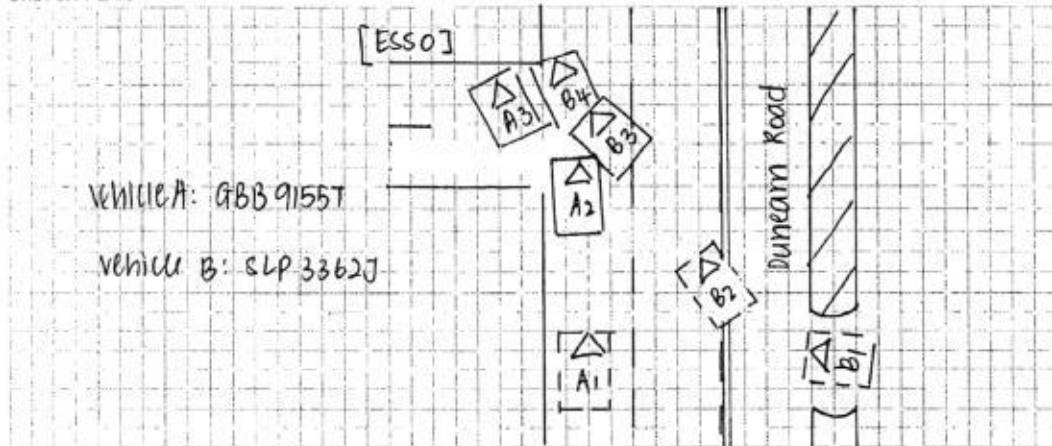 [ESSO]
A3
B4
B3
A2
Vehicle A: GBB 9155T
Vehicle B: SLP 3362J
Dunearn Road
B2
A1
B1